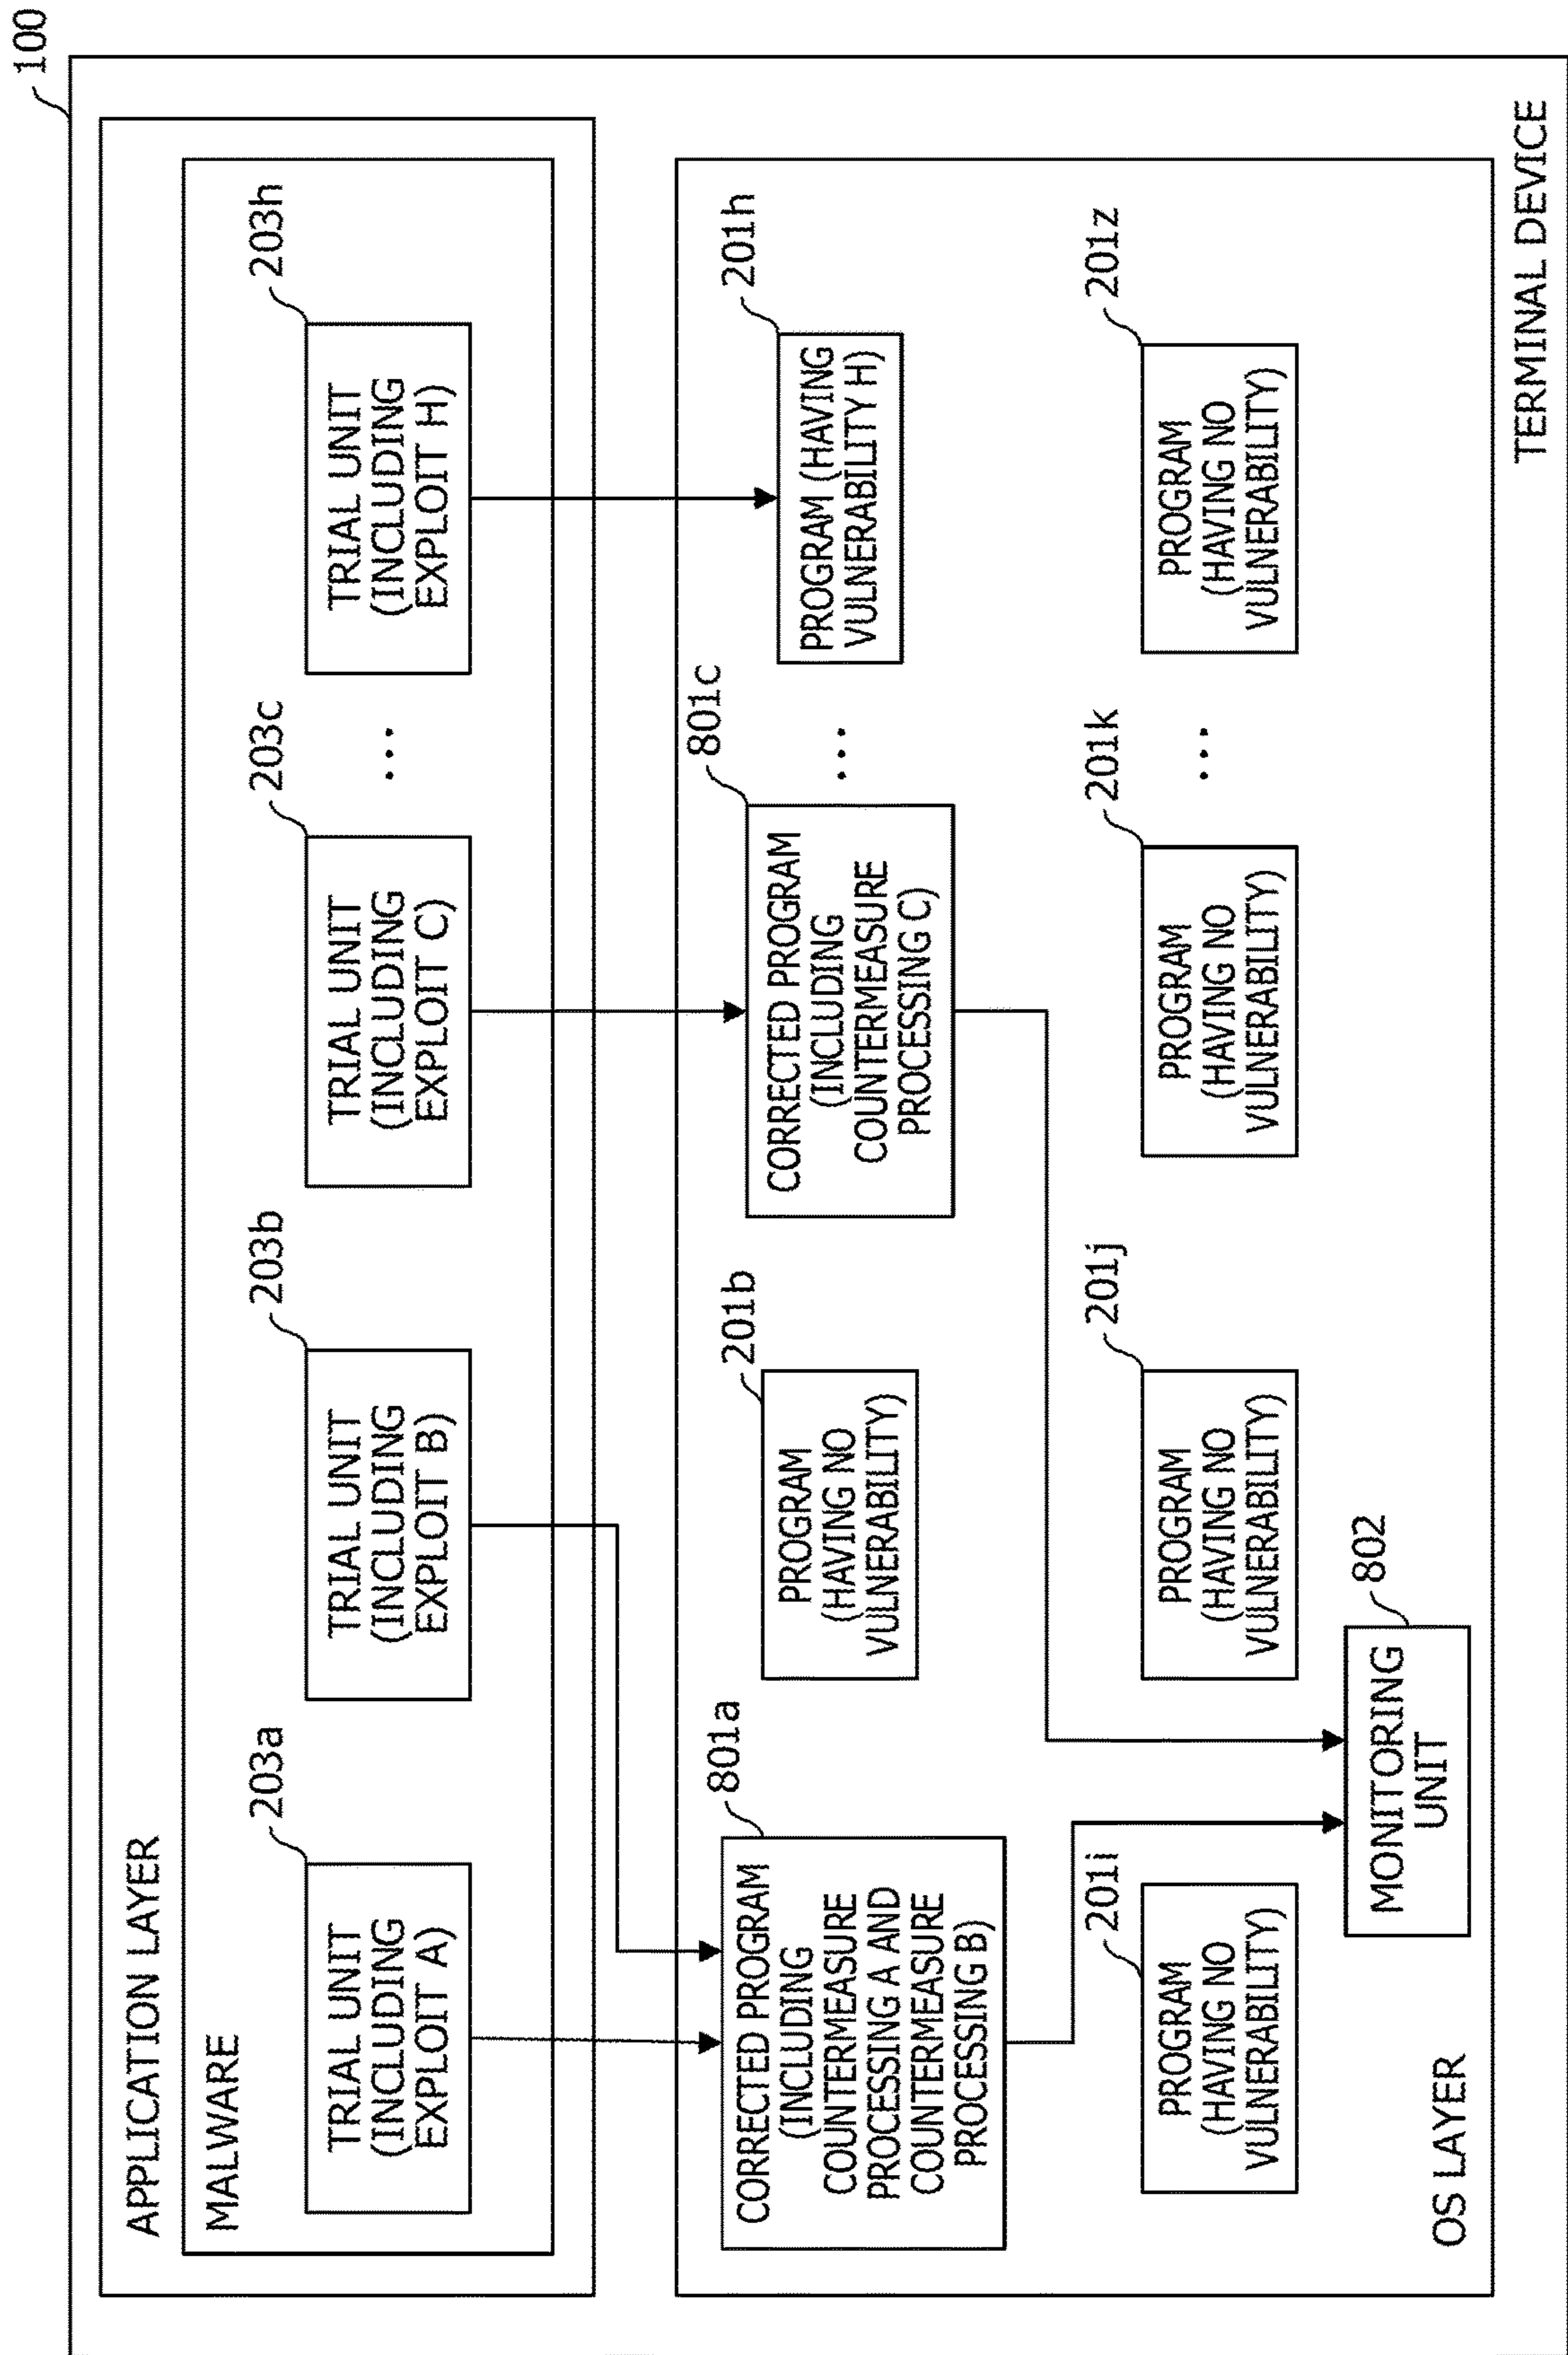 100
APPLICATION LAYER
MALWARE
203a
TRIAL UNIT
(INCLUDING
EXPLOIT A)
203b
TRIAL UNIT
(INCLUDING
EXPLOIT B)
203c
TRIAL UNIT
(INCLUDING
EXPLOIT C)
...
203h
TRIAL UNIT
(INCLUDING
EXPLOIT H)
801a
CORRECTED PROGRAM
(INCLUDING
COUNTERMEASURE
PROCESSING A AND
COUNTERMEASURE
PROCESSING B)
201b
PROGRAM
(HAVING NO
VULNERABILITY)
801c
CORRECTED PROGRAM
(INCLUDING
COUNTERMEASURE
PROCESSING C)
...
201h
PROGRAM (HAVING
VULNERABILITY H)
201i
PROGRAM
(HAVING NO
VULNERABILITY)
201j
PROGRAM
(HAVING NO
VULNERABILITY)
201k
PROGRAM
(HAVING NO
VULNERABILITY)
...
201z
PROGRAM
(HAVING NO
VULNERABILITY)
802
MONITORING
UNIT
OS LAYER
TERMINAL DEVICE